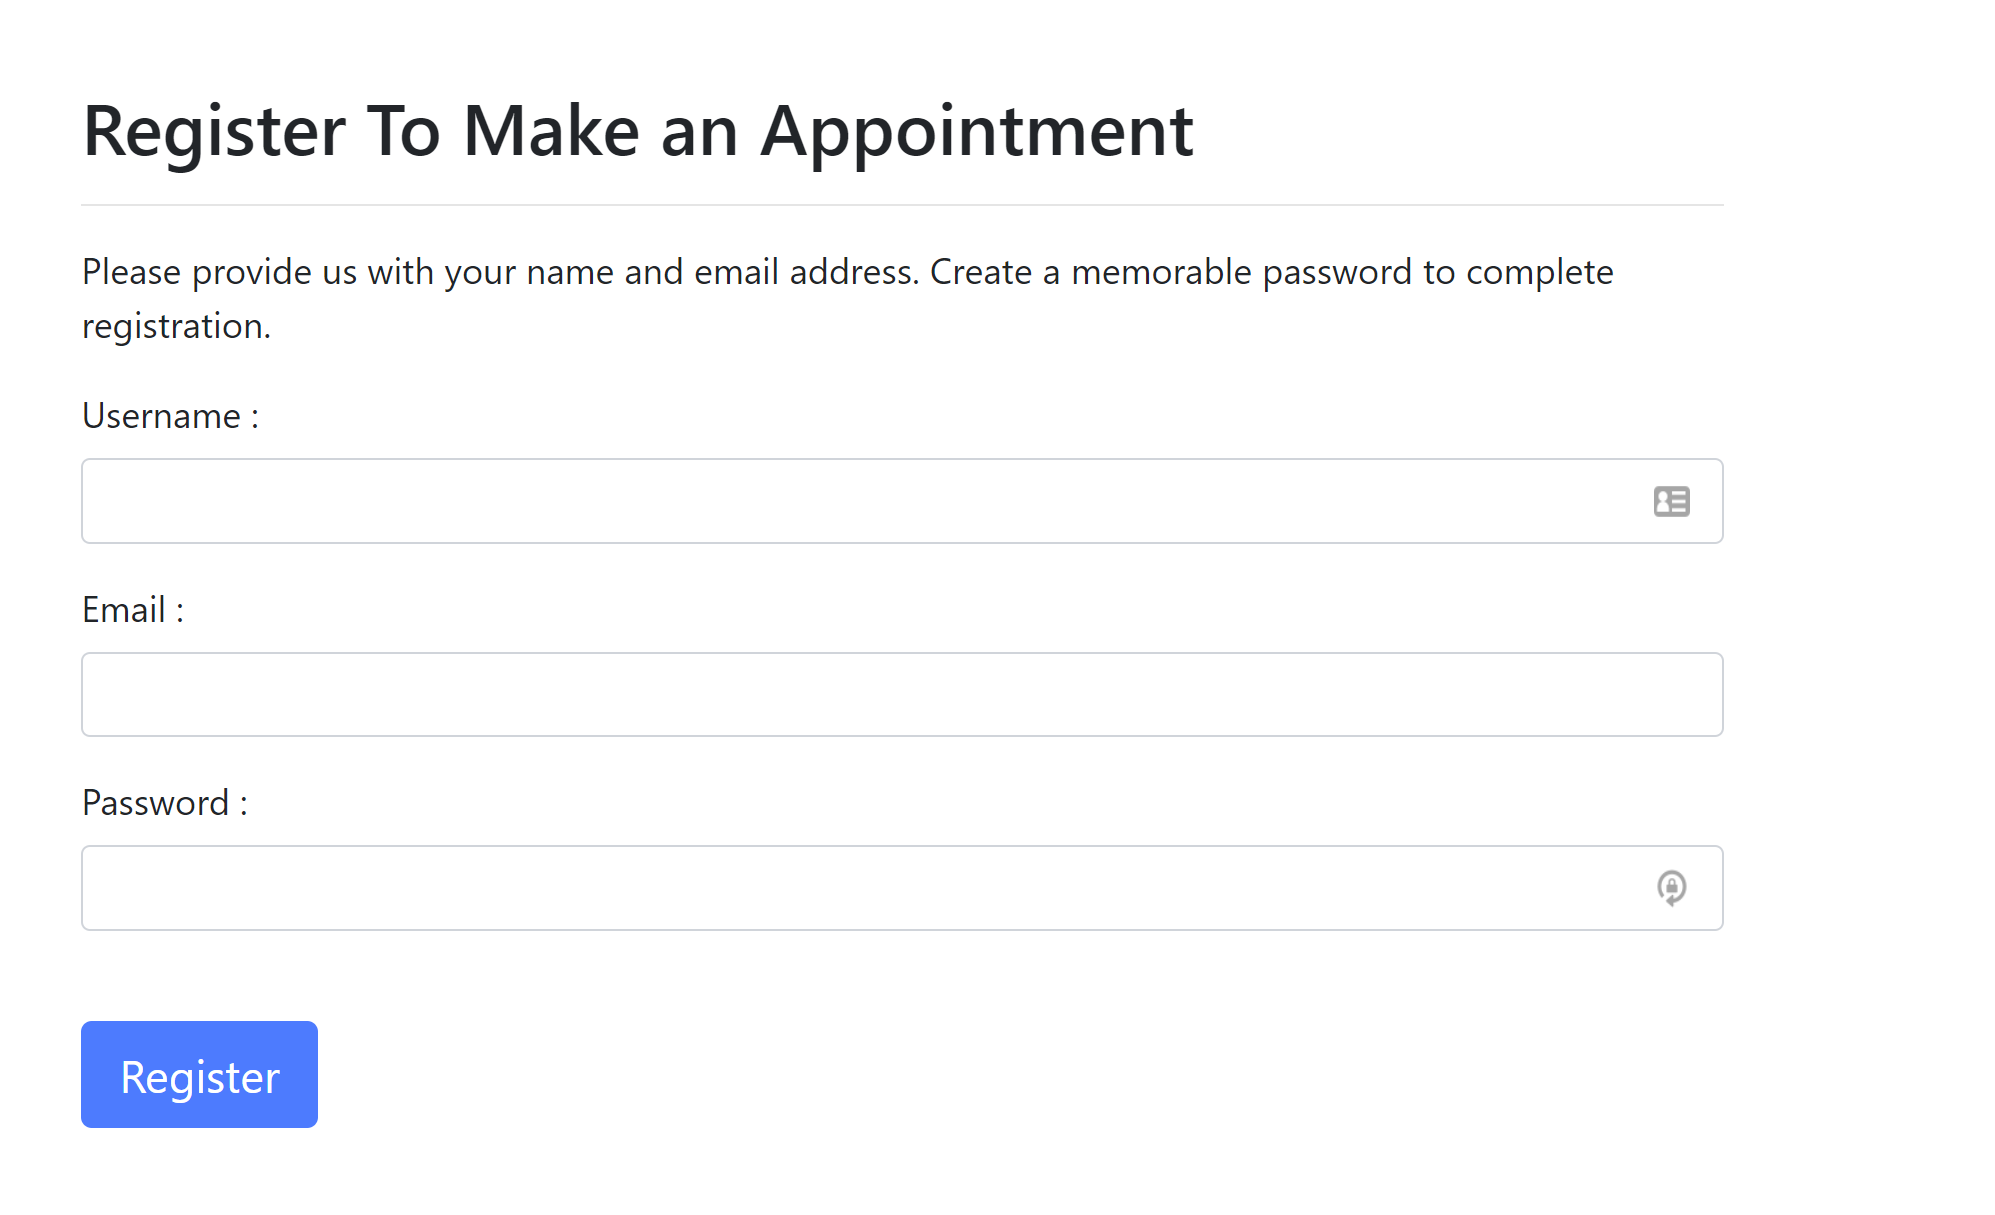 Register To Make an Appointment
Please provide us with your name and email address. Create a memorable password to complete
registration.
Username :
Email :
Password :
Register